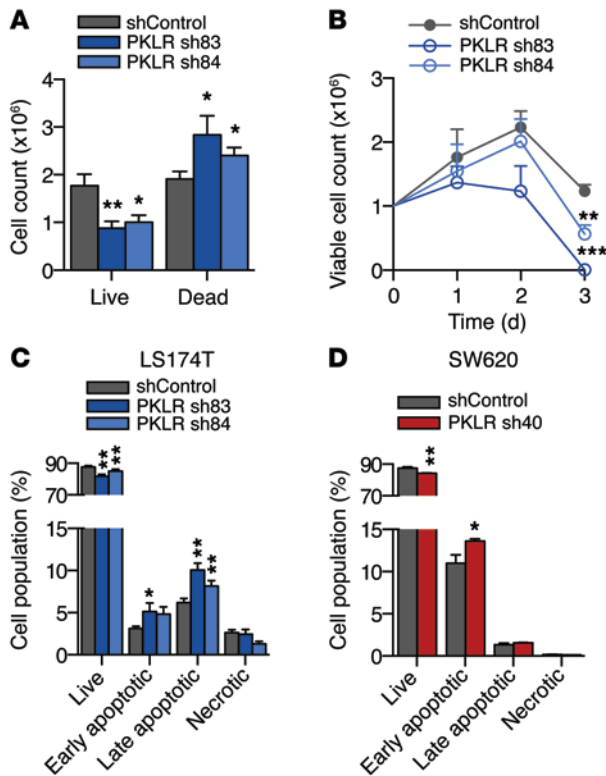 A
shControl
PKLR sh83
PKLR sh84
Cell count (x10⁶)
4
3
2
1
0
** * * *
Live Dead
B
shControl
PKLR sh83
PKLR sh84
Viable cell count (x10⁶)
3
2
1
0
**
***
0 1 2 3
Time (d)
C LS174T
shControl
PKLR sh83
PKLR sh84
Cell population (%)
90
70
15
10
5
0
** ** * ** **
Live Early apoptotic Late apoptotic Necrotic
D SW620
shControl
PKLR sh40
Cell population (%)
90
70
15
10
5
0
** *
Live Early apoptotic Late apoptotic Necrotic